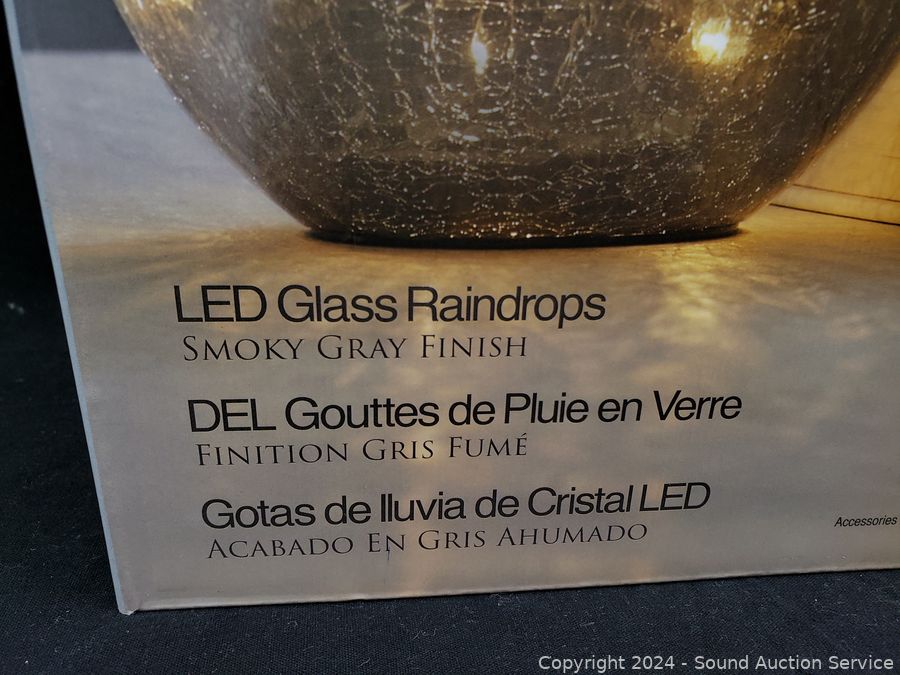 LED Glass Raindrops
SMOKY GRAY FINISH
DEL Gouttes de Pluie en Verre
FINITION GRIS FUMÉ
Gotas de lluvia de Cristal LED
ACABADO EN GRIS AHUMADO
Accessories
Copyright 2024 - Sound Auction Service